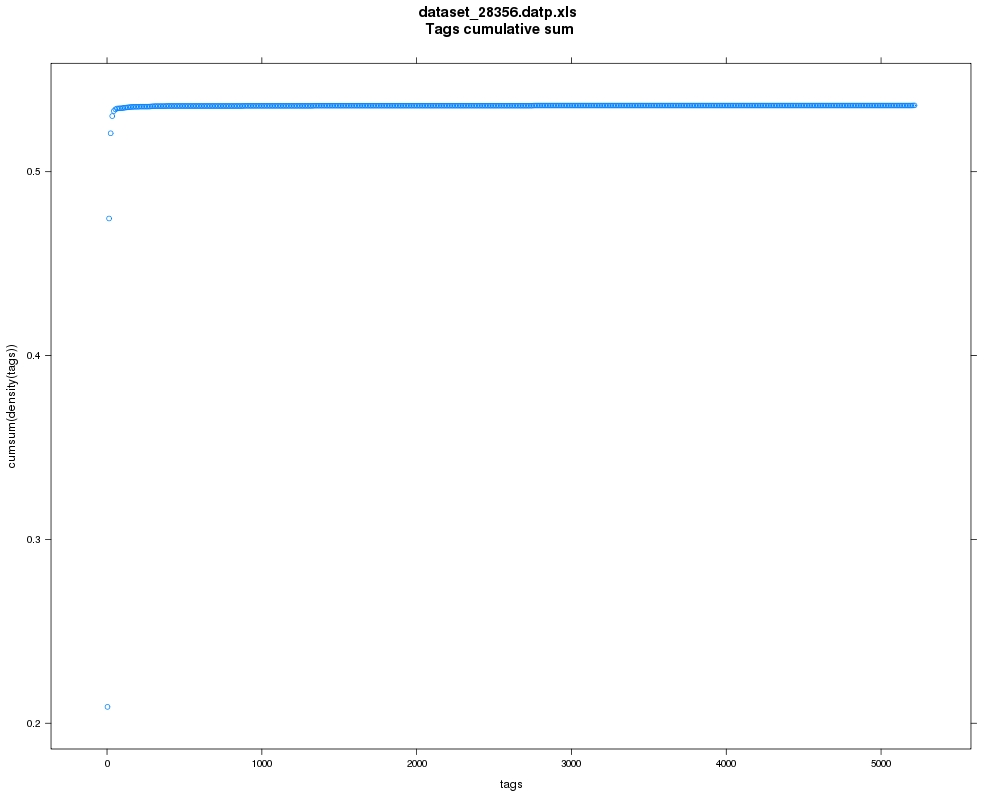 dataset_28356.datp.xls
Tags cumulative sum
0.5
0.4
0.3
0.2
cumsum(density(tags))
0 1000 2000 3000 4000 5000
tags